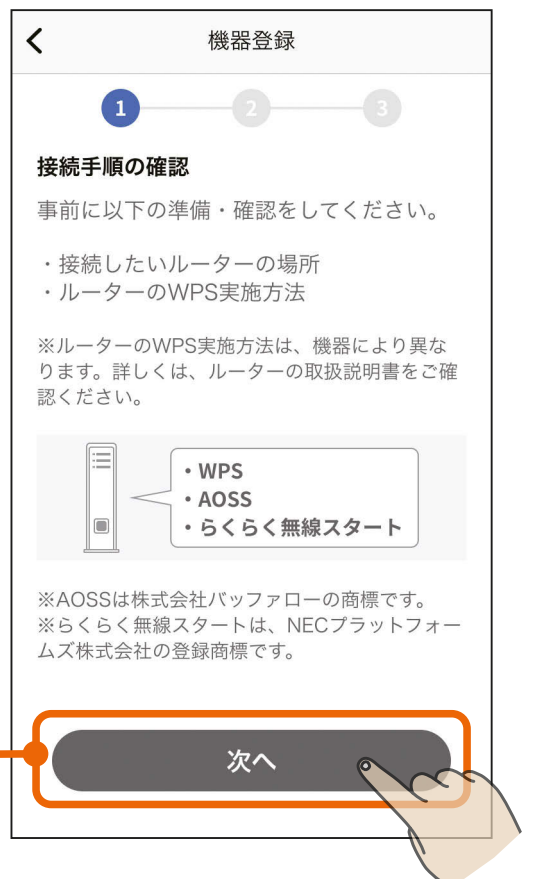 機器登録
1 2 3
接続手順の確認
事前に以下の準備・確認をしてください。
・接続したいルーターの場所
・ルーターのWPS実施方法
※ルーターのWPS実施方法は、機器により異な
ります。詳しくは、ルーターの取扱説明書をご確
認ください。
・WPS
・AOSS
・らくらく無線スタート
※AOSSは株式会社バッファローの商標です。
※らくらく無線スタートは、NECプラットフォー
ムズ株式会社の登録商標です。
次へ